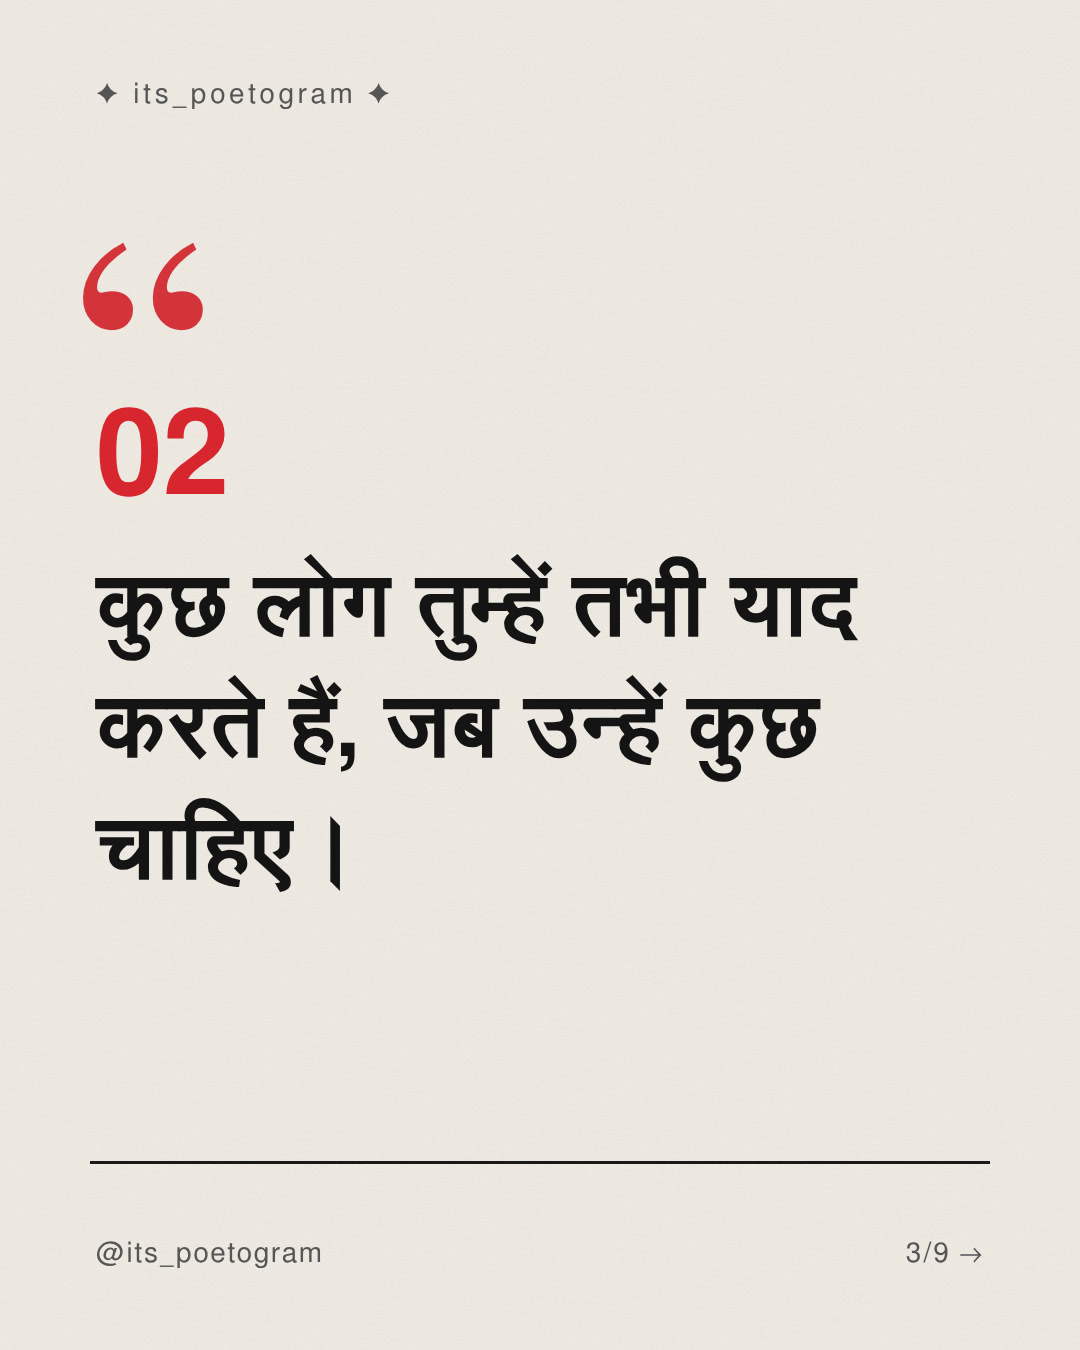 ✦ its_poetogram ✦
“
02
कुछ लोग तुम्हें तभी याद
करते हैं, जब उन्हें कुछ
चाहिए।
@its_poetogram
3/9 →